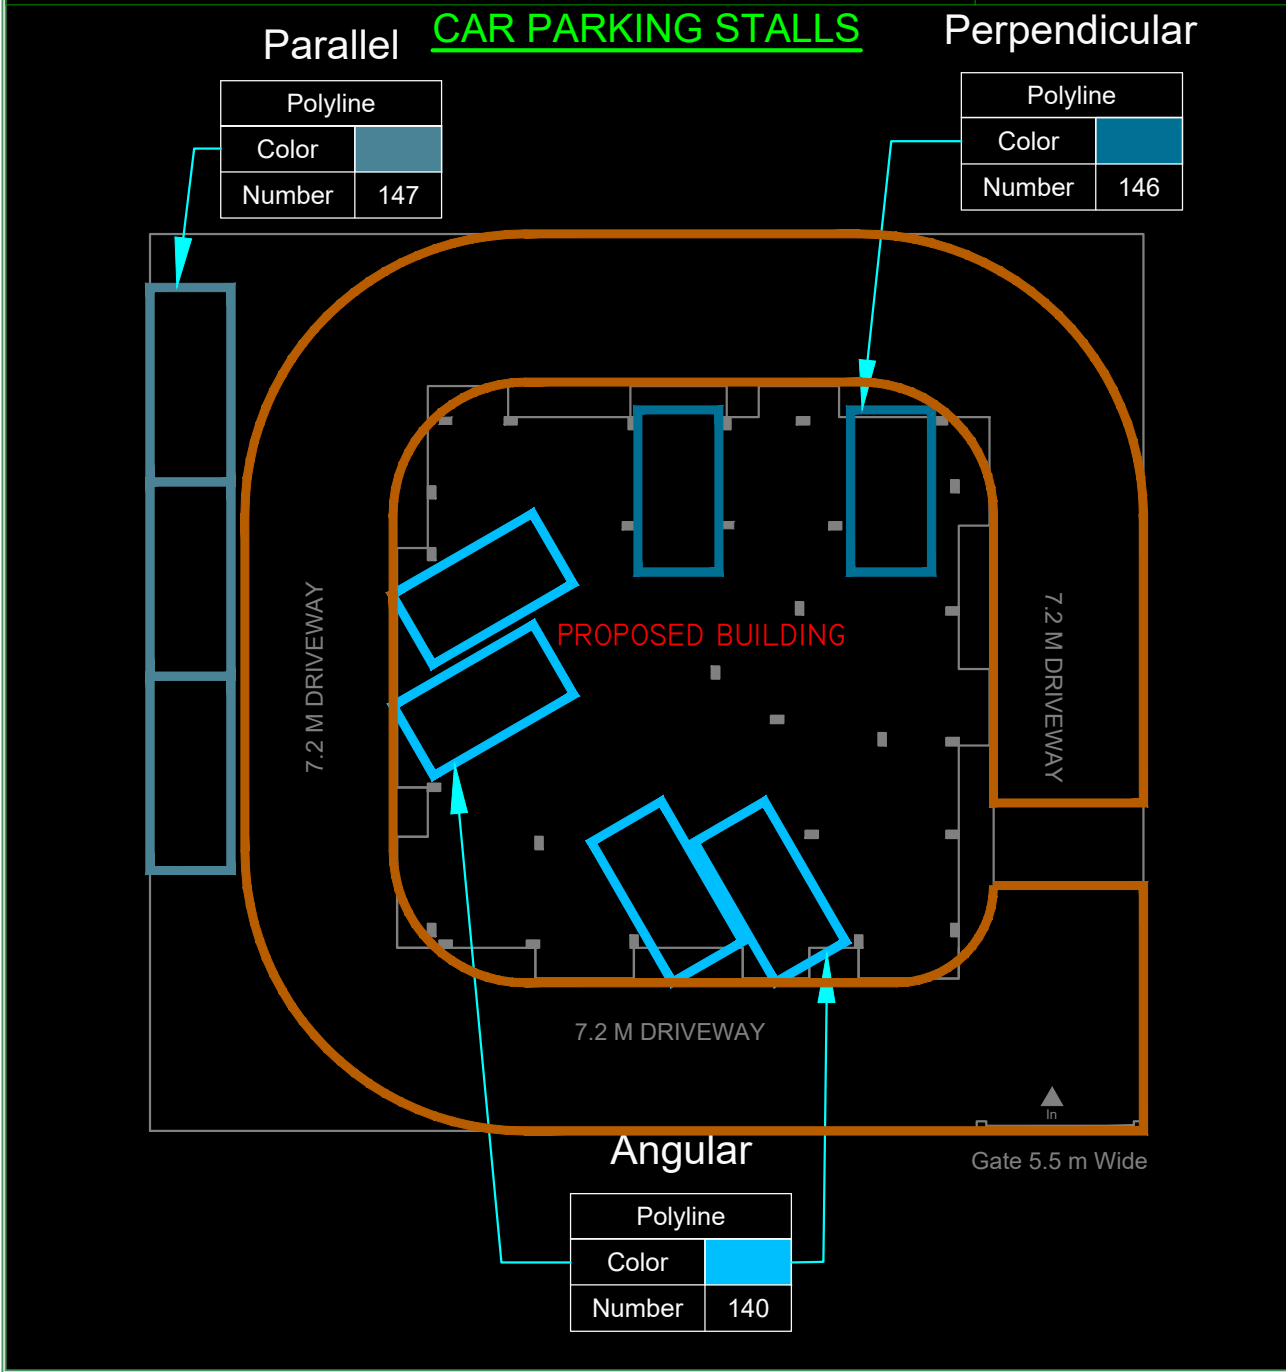 CAR PARKING STALLS
Parallel
Polyline
Color
Number 147
Perpendicular
Polyline
Color
Number 146
7.2 M DRIVEWAY
PROPOSED BUILDING
7.2 M DRIVEWAY
7.2 M DRIVEWAY
In
Gate 5.5 m Wide
Angular
Polyline
Color
Number 140